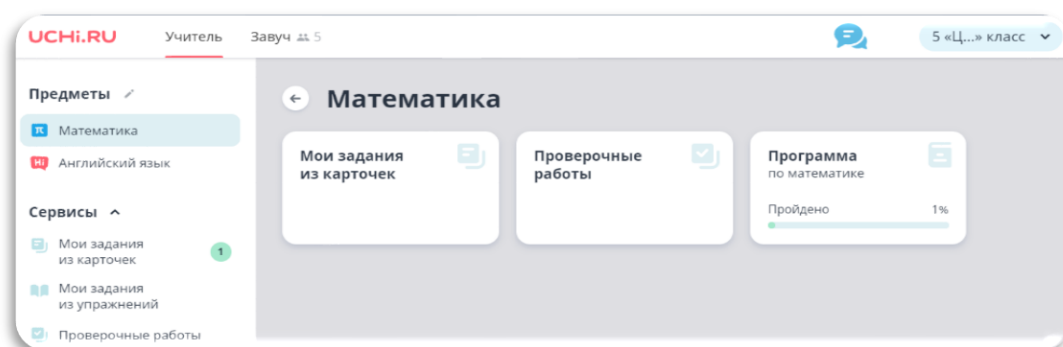 UCHi.RU
Учитель
Завуч 5
5 «Ц...» класс
Предметы
Математика
Английский язык
Сервисы
Мои задания
из карточек
1
Мои задания
из упражнений
Проверочные работы
Математика
Мои задания
из карточек
Проверочные
работы
Программа
по математике
Пройдено 1%